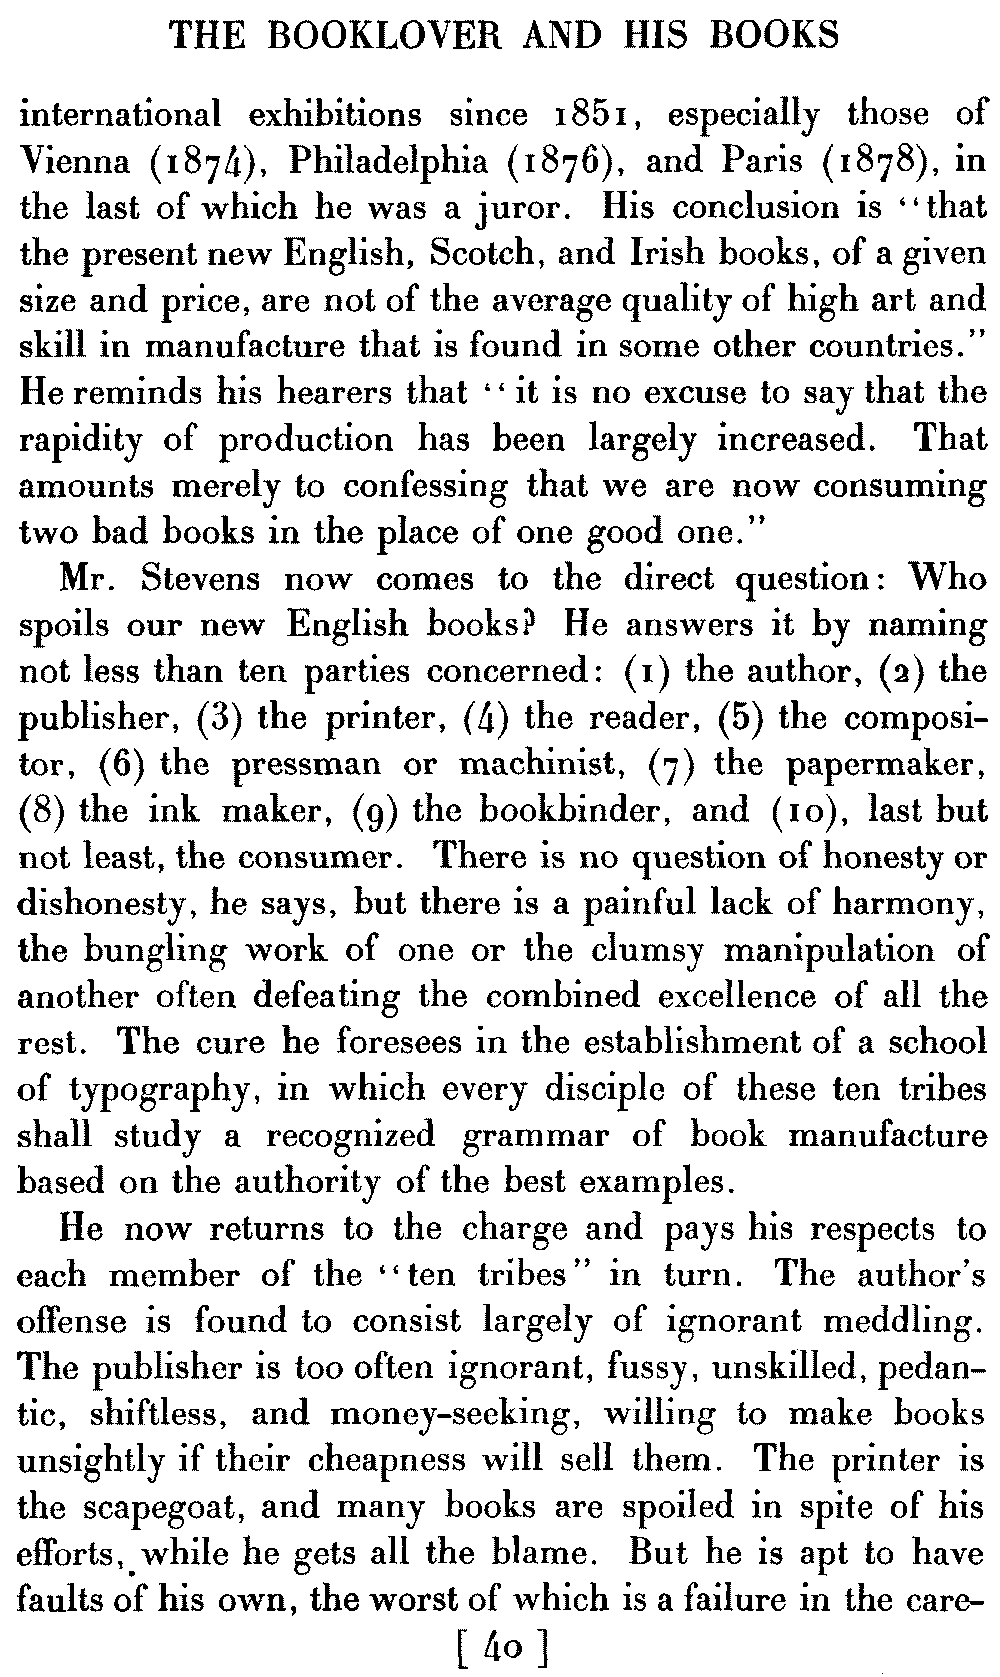 THE BOOKLOVER AND HIS BOOKS
international exhibitions since 1851, especially those of
Vienna (1874), Philadelphia (1876), and Paris (1878), in
the last of which he was a juror. His conclusion is “that
the present new English, Scotch, and Irish books, of a given
size and price, are not of the average quality of high art and
skill in manufacture that is found in some other countries.”
He reminds his hearers that “it is no excuse to say that the
rapidity of production has been largely increased. That
amounts merely to confessing that we are now consuming
two bad books in the place of one good one.”
Mr. Stevens now comes to the direct question: Who
spoils our new English books? He answers it by naming
not less than ten parties concerned: (1) the author, (2) the
publisher, (3) the printer, (4) the reader, (5) the composi-
tor, (6) the pressman or machinist, (7) the papermaker,
(8) the ink maker, (9) the bookbinder, and (10), last but
not least, the consumer. There is no question of honesty or
dishonesty, he says, but there is a painful lack of harmony,
the bungling work of one or the clumsy manipulation of
another often defeating the combined excellence of all the
rest. The cure he foresees in the establishment of a school
of typography, in which every disciple of these ten tribes
shall study a recognized grammar of book manufacture
based on the authority of the best examples.
He now returns to the charge and pays his respects to
each member of the “ten tribes” in turn. The author's
offense is found to consist largely of ignorant meddling.
The publisher is too often ignorant, fussy, unskilled, pedan-
tic, shiftless, and money-seeking, willing to make books
unsightly if their cheapness will sell them. The printer is
the scapegoat, and many books are spoiled in spite of his
efforts, while he gets all the blame. But he is apt to have
faults of his own, the worst of which is a failure in the care-
[ 40 ]